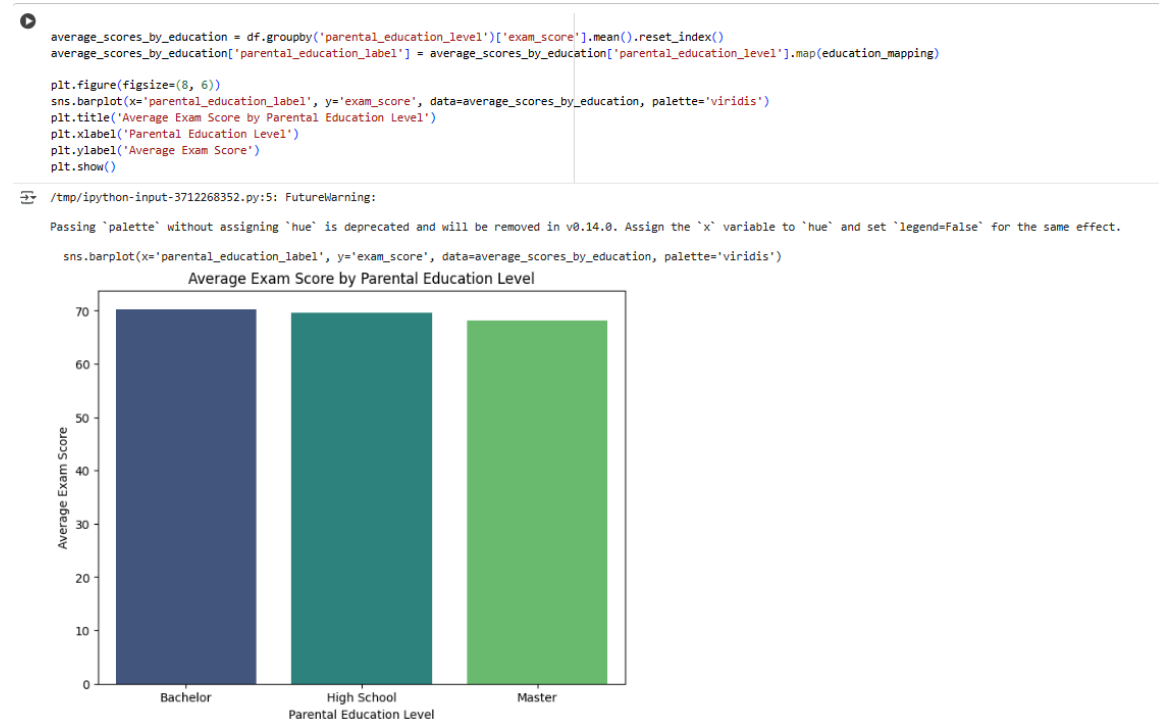 average_scores_by_education = df.groupby('parental_education_level')['exam_score'].mean().reset_index()
average_scores_by_education['parental_education_label'] = average_scores_by_education['parental_education_level'].map(education_mapping)
plt.figure(figsize=(8, 6))
sns.barplot(x='parental_education_label', y='exam_score', data=average_scores_by_education, palette='viridis')
plt.title('Average Exam Score by Parental Education Level')
plt.xlabel('Parental Education Level')
plt.ylabel('Average Exam Score')
plt.show()
/tmp/ipython-input-3712268352.py:5: FutureWarning:
Passing `palette` without assigning `hue` is deprecated and will be removed in v0.14.0. Assign the `x` variable to `hue` and set `legend=False` for the same effect.
sns.barplot(x='parental_education_label', y='exam_score', data=average_scores_by_education, palette='viridis')
Average Exam Score by Parental Education Level
70
60
50
40
30
20
10
0
Average Exam Score
Bachelor High School Master
Parental Education Level